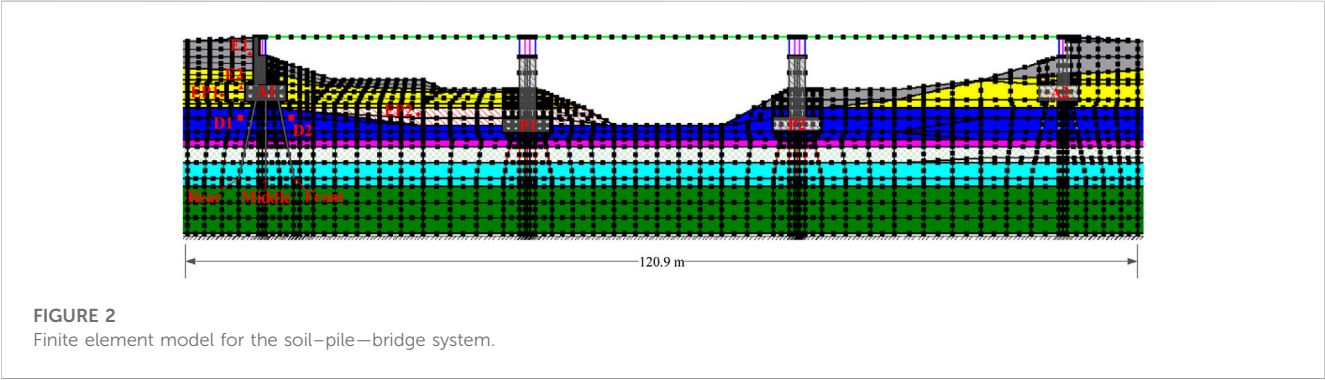 E1
E2
EP1
A1
EP2
D1
D2
P1
P2
A2
Rear
Middle
Front
120.9 m
FIGURE 2
Finite element model for the soil–pile—bridge system.